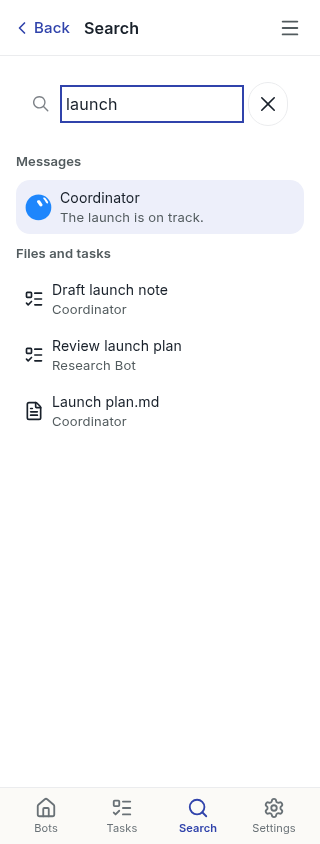 Back Search
launch
Messages
Coordinator
The launch is on track.
Files and tasks
Draft launch note
Coordinator
Review launch plan
Research Bot
Launch plan.md
Coordinator
Bots Tasks Search Settings